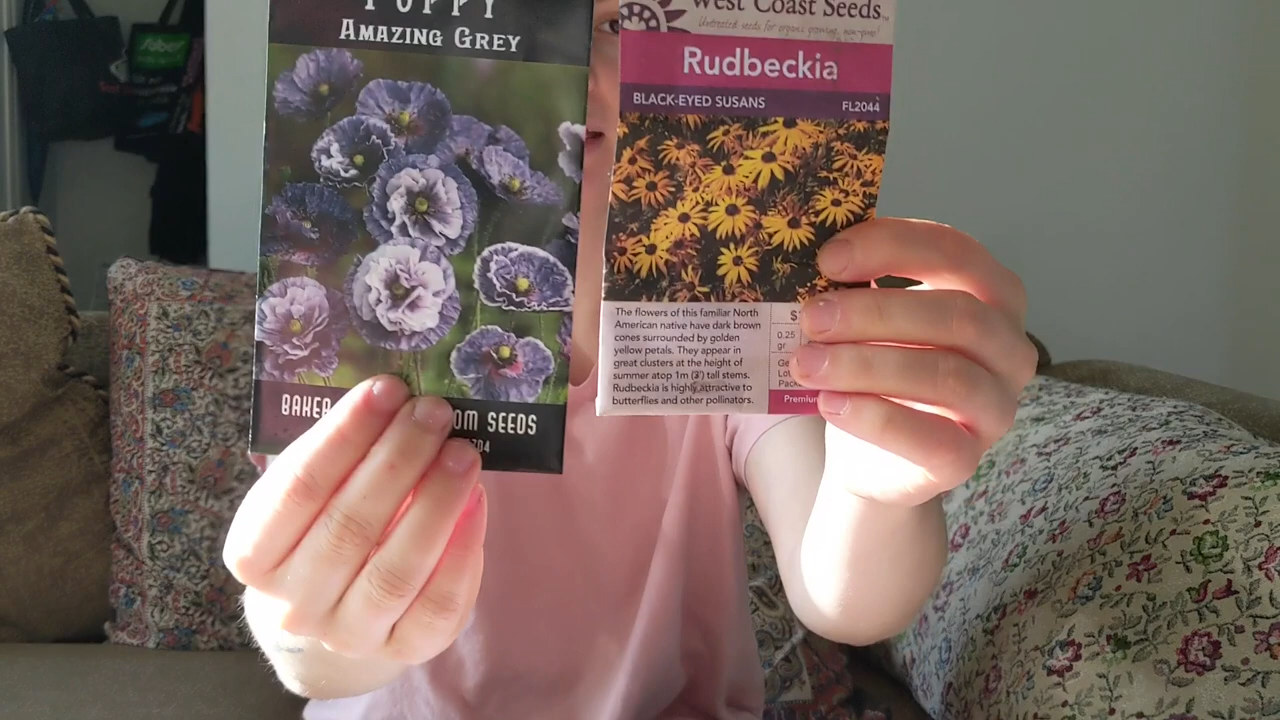 POPPY
AMAZING GREY
BAKER
OM SEEDS
West Coast Seeds
Untreated seeds for organic growing, non-gmo!
Rudbeckia
BLACK-EYED SUSANS FL2044
The flowers of this familiar North
American native have dark brown
cones surrounded by golden
yellow petals. They appear in
great clusters at the height of
summer atop 1m (3') tall stems.
Rudbeckia is highly attractive to
butterflies and other pollinators.
$
0.25
gr
Premium